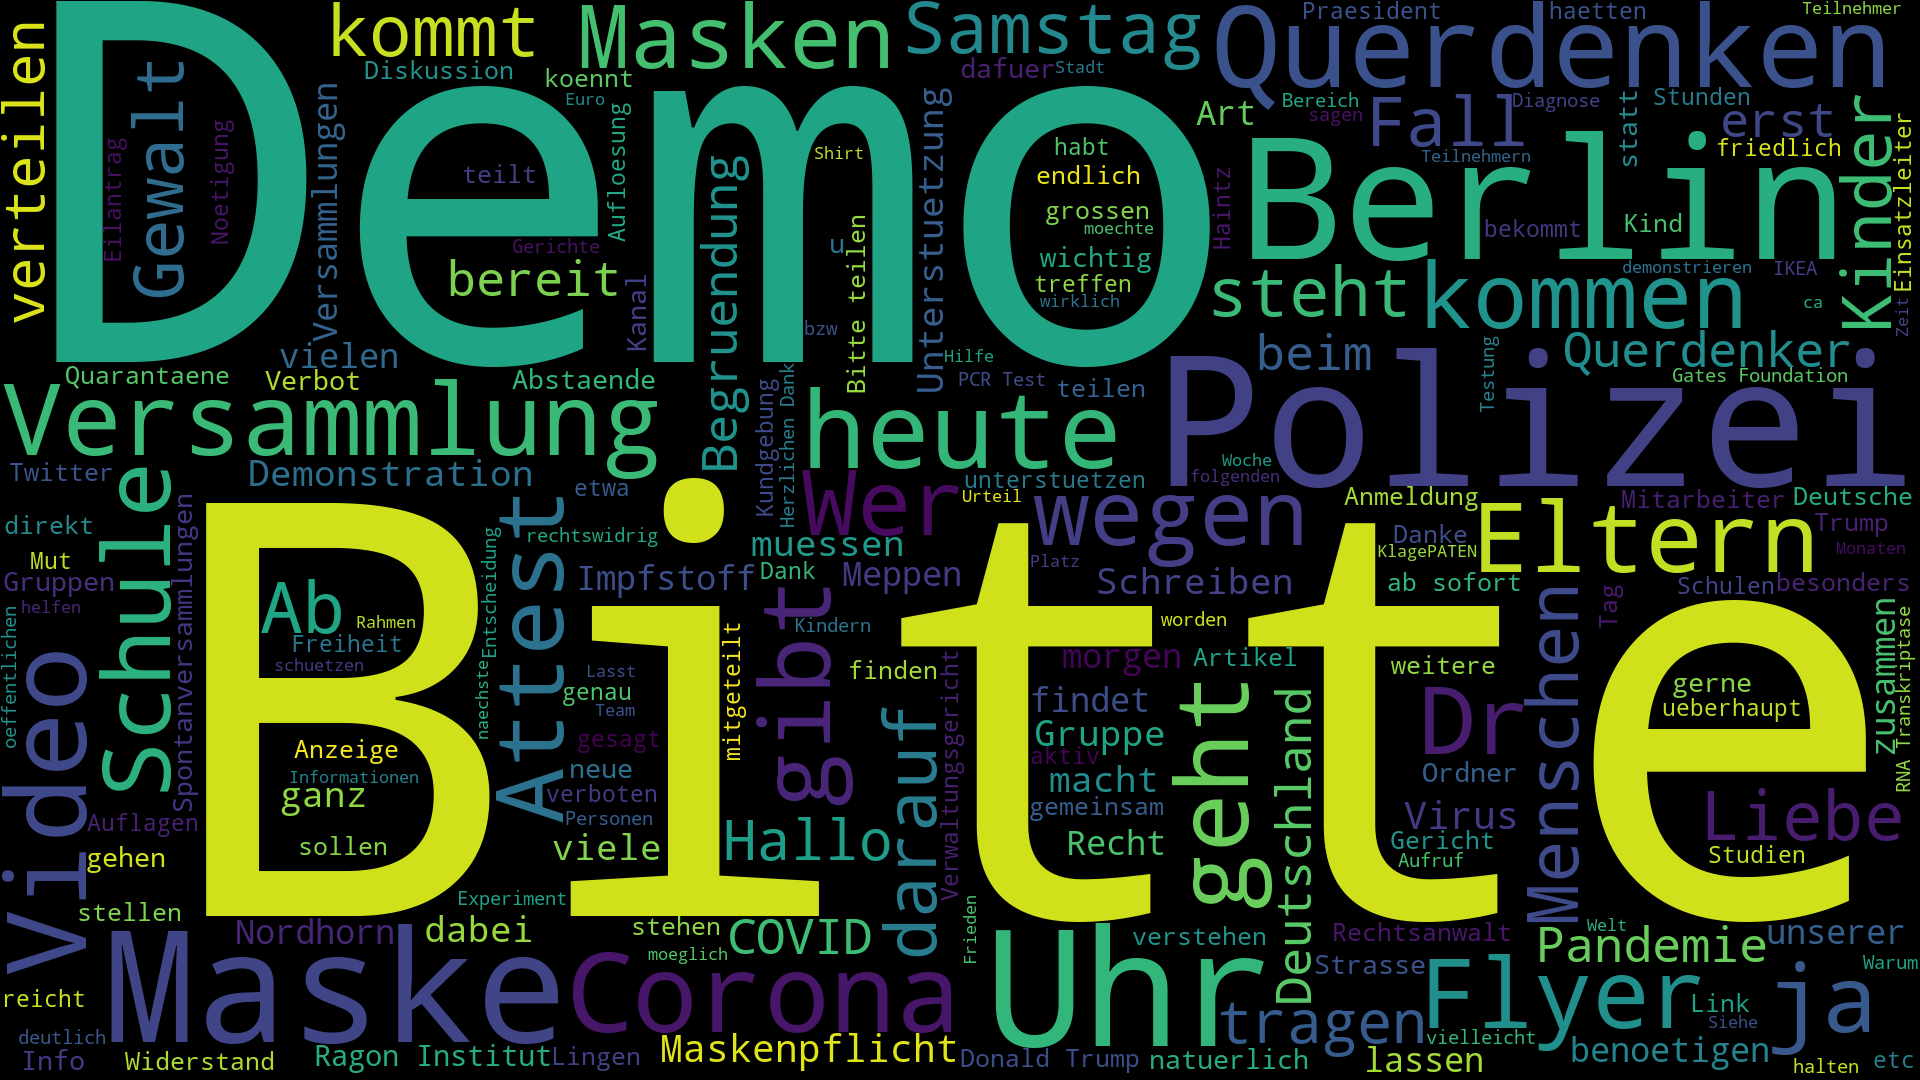 Demo
Bitte
Berlin
Polizei
Querdenken
Maske
Corona
Uhr
Versammlung
heute
Masken
Samstag
kommt
verteilen
Gewalt
Eilantrag
Noetigung
Diskussion
koennt
Euro
Versammlungen
Aufloesung
teilt
Gerichte
bereit
Kanal
vielen
Begruendung
Shirt
u
bzw
Bitte teilen
Unterstuetzung
dafuer
Stadt
habt
endlich
grossen
moechte
wichtig
treffen
wirklich
Praesident
haetten
Teilnehmer
Art
Bereich
sagen
Fall
Diagnose
Stunden
statt
erst
friedlich
Teilnehmern
Kinder
Einsatzleiter
Haintz
bekommt
Kind
steht
kommen
demonstrieren
IKEA
ca
Zeit
beim
Querdenker
Testung
Gates Foundation
Hilfe
PCR Test
teilen
Quarantaene
Verbot
Abstaende
Kundgebung
Herzlichen Dank
Twitter
Demonstration
etwa
unterstuetzen
Woche
folgenden
Wer
Urteil
wegen
Anmeldung
Mitarbeiter
Deutsche
direkt
Schule
Spontanversammlungen
Entscheidung
Attest
rechtswidrig
muessen
Danke
KlagePATEN
Eltern
Trump
Monaten
Mut
Gruppen
helfen
Impfstoff
Dank
Meppen
Platz
Schreiben
ab sofort
Schulen
besonders
Ab
Rahmen
Freiheit
schuetzen
oeffentlichen
naechste
Lasst
genau
Team
mitgeteilt
gibt
Kindern
finden
worden
morgen
Artikel
weitere
Menschen
Tag
gerne
ueberhaupt
zusammen
RNA Transkriptase
Video
Anzeige
Informationen
ganz
gesagt
neue
verboten
Personen
darauf
Verwaltungsgericht
findet
Gruppe
aktiv
macht
gemeinsam
geht
Deutschland
Dr
Ordner
Virus
Liebe
Auflagen
gehen
sollen
viele
Hallo
Recht
Gericht
Aufruf
Studien
stellen
Experiment
Nordhorn
dabei
stehen
moeglich
COVID
Frieden
verstehen
Rechtsanwalt
Pandemie
Welt
unserer
Strasse
Warum
reicht
tragen
Flyer
Link
Siehe
ja
deutlich
Info
Widerstand
Ragon Institut
Lingen
Maskenpflicht
Donald Trump
natuerlich
lassen
vielleicht
benoetigen
halten
etc